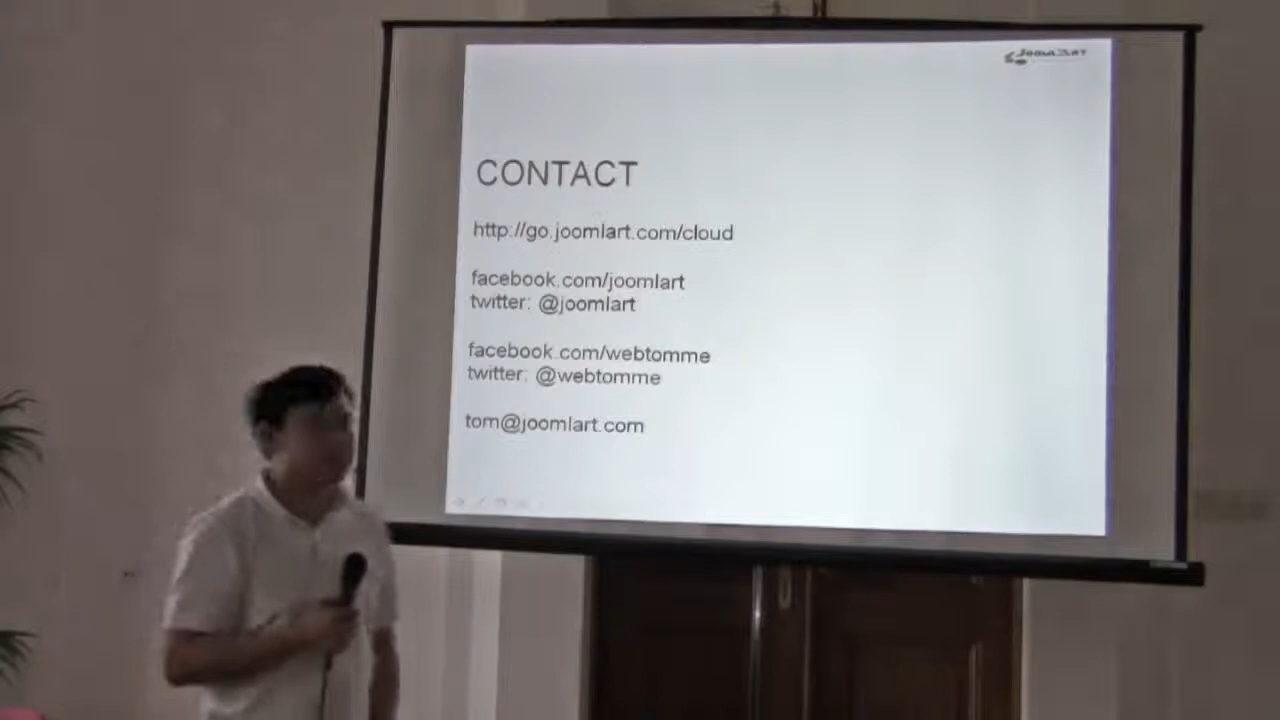 JOOMLART
CONTACT
http://go.joomlart.com/cloud
facebook.com/joomlart
twitter: @joomlart
facebook.com/webtomme
twitter: @webtomme
tom@joomlart.com